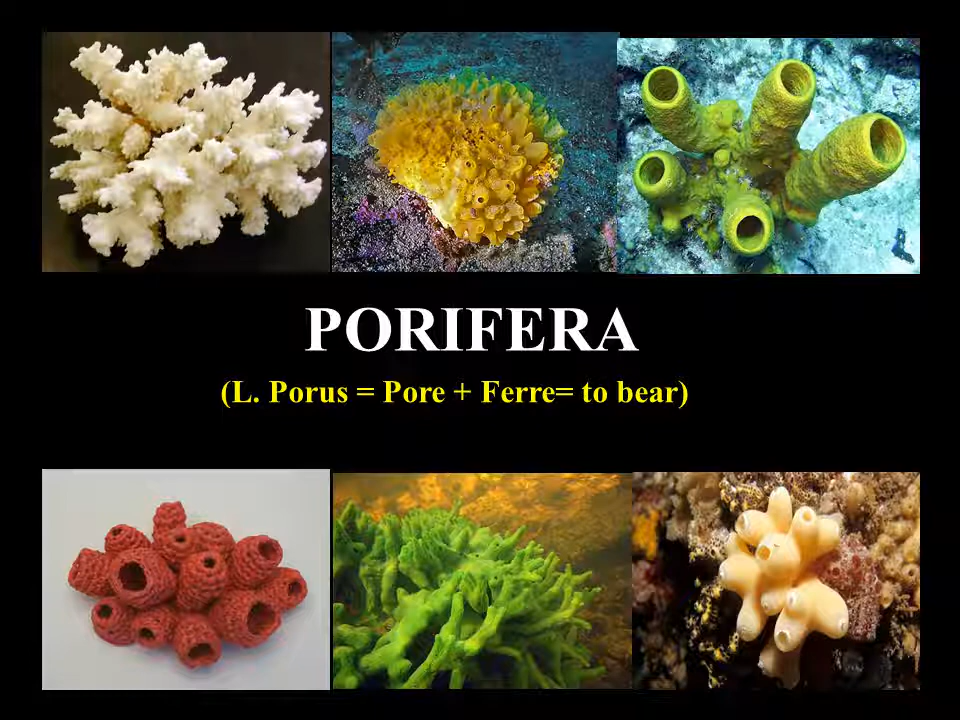 PORIFERA
(L. Porus = Pore + Ferre= to bear)